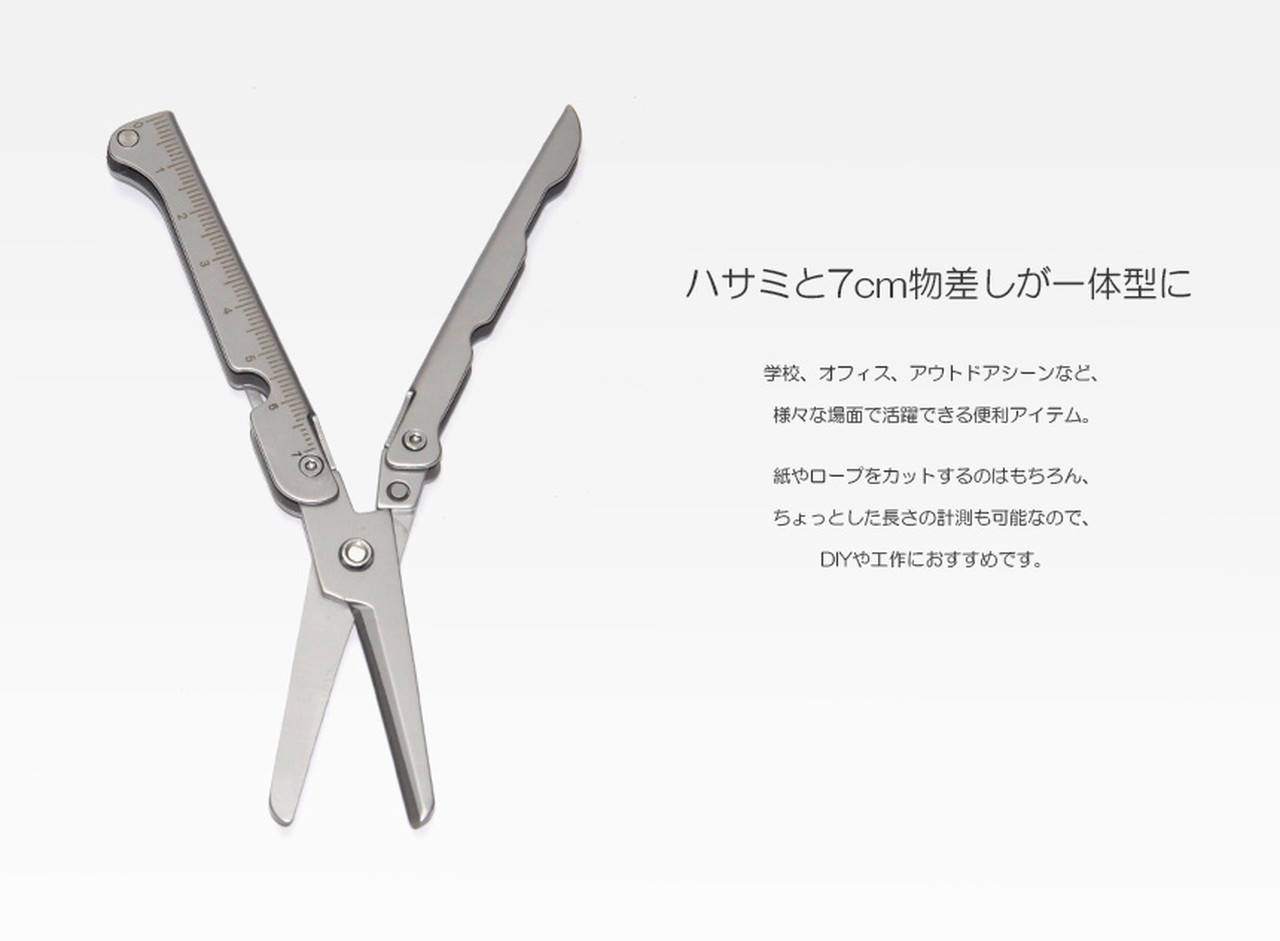 0
1
2
3
4
5
6
7
ハサミと7cm物差しが一体型に
学校、オフィス、アウトドアシーンなど、
様々な場面で活躍できる便利アイテム。
紙やロープをカットするのはもちろん、
ちょっとした長さの計測も可能なので、
DIYや工作におすすめです。